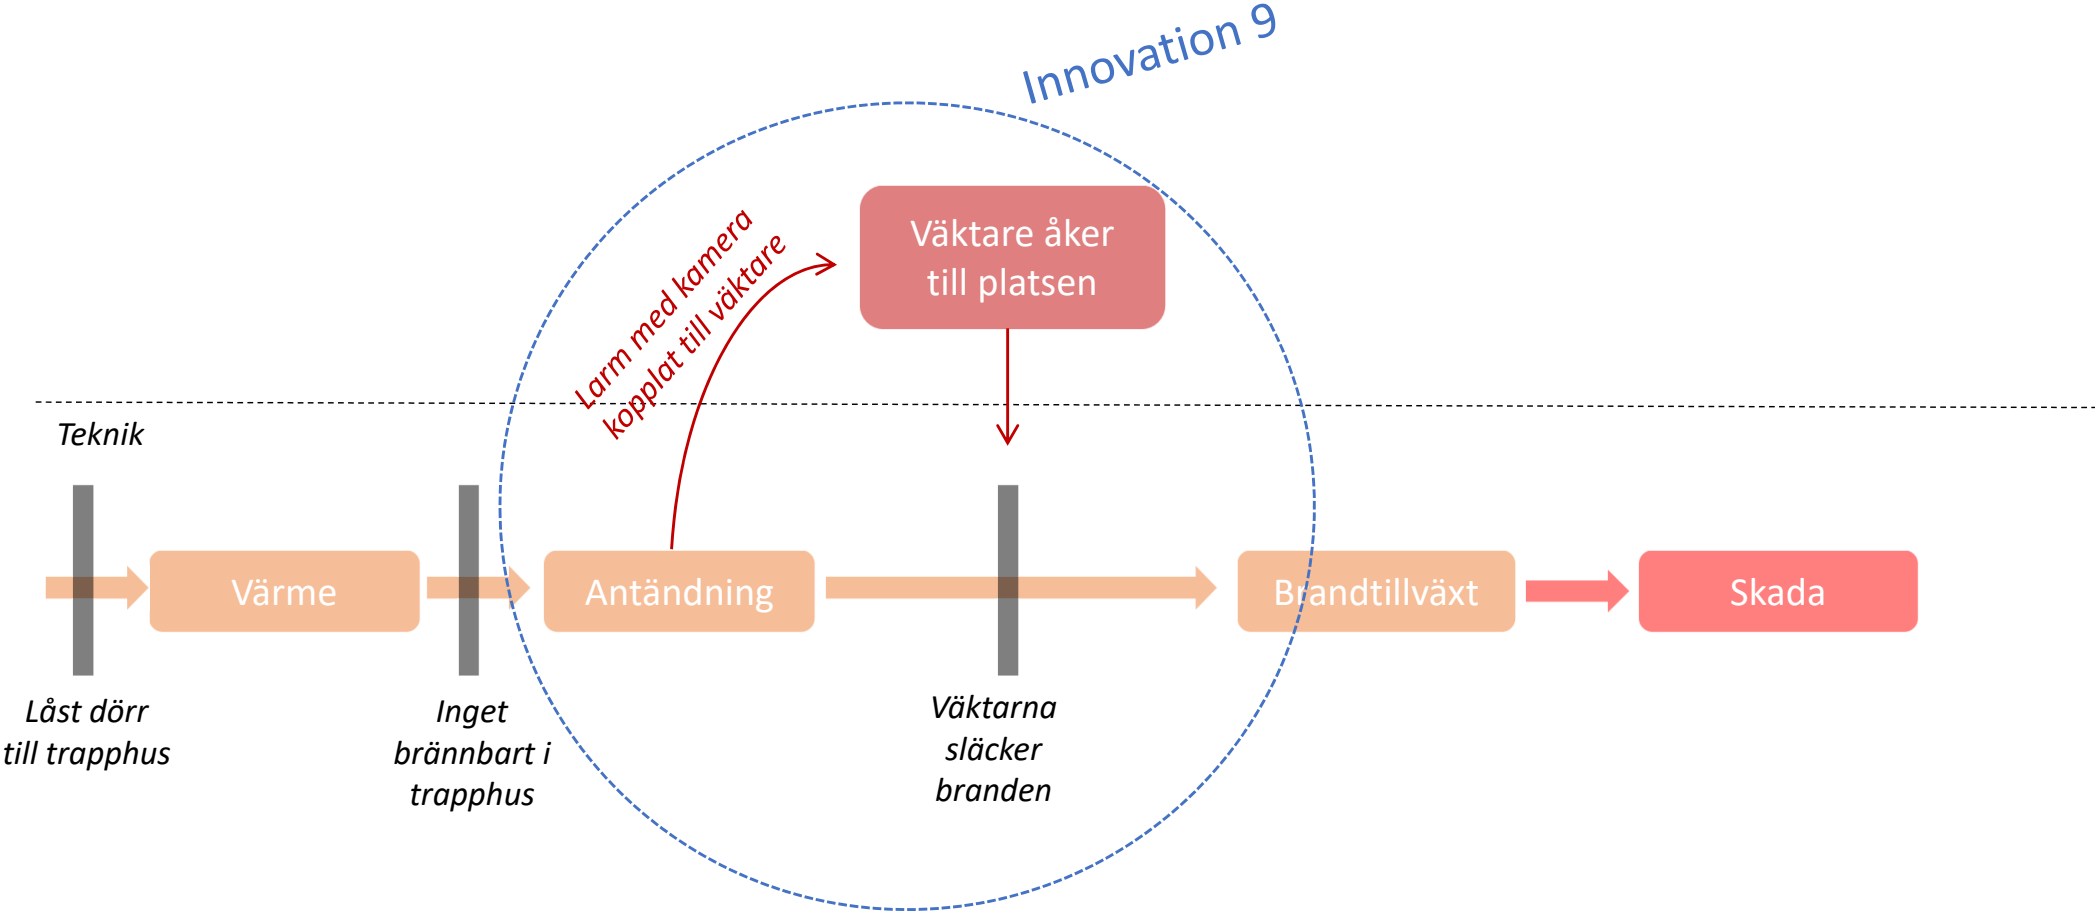 Innovation 9
Väktare åker
till platsen
Larm med kamera
kopplat till väktare
Teknik
Värme
Antändning
Brandtillväxt
Skada
Låst dörr
till trapphus
Inget
brännbart i
trapphus
Väktarna
släcker
branden